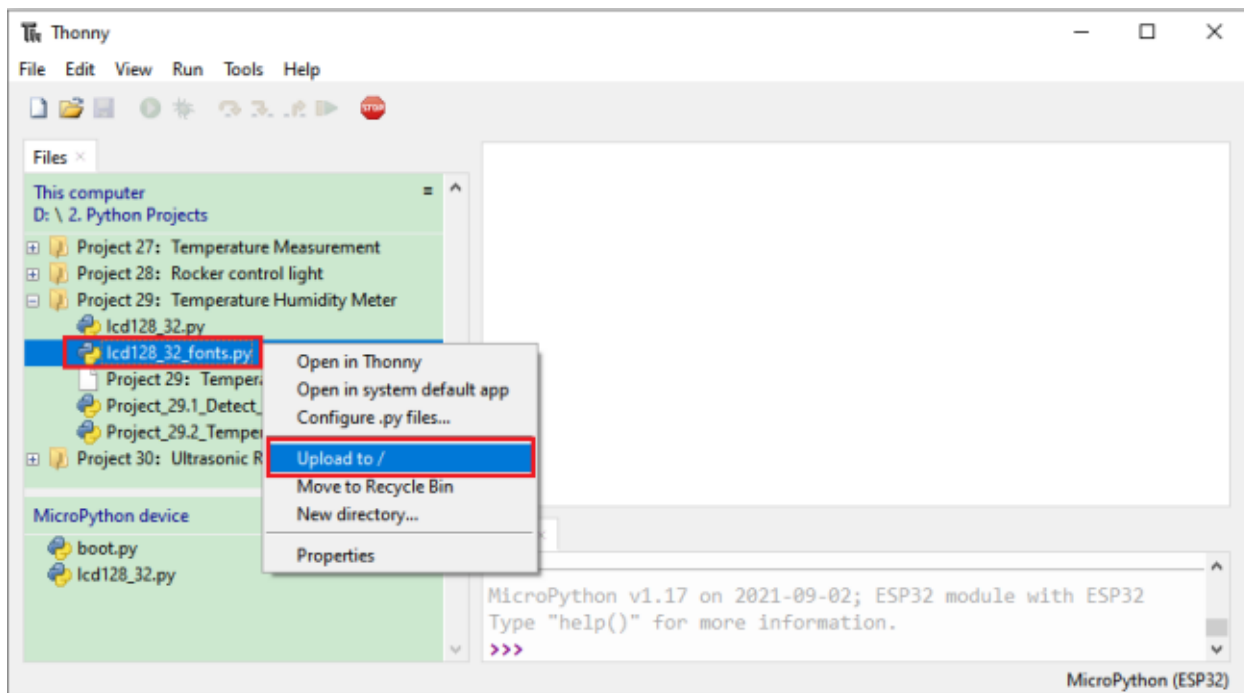 Thonny
File Edit View Run Tools Help
STOP
Files
This computer
D: \ 2. Python Projects
Project 27: Temperature Measurement
Project 28: Rocker control light
Project 29: Temperature Humidity Meter
lcd128_32.py
lcd128_32_fonts.py
Project 29: Temper
Project_29.1_Detect_
Project_29.2_Temper
Project 30: Ultrasonic R
Open in Thonny
Open in system default app
Configure .py files...
Upload to /
Move to Recycle Bin
New directory...
Properties
MicroPython device
boot.py
lcd128_32.py
MicroPython v1.17 on 2021-09-02; ESP32 module with ESP32
Type "help()" for more information.
>>>
MicroPython (ESP32)